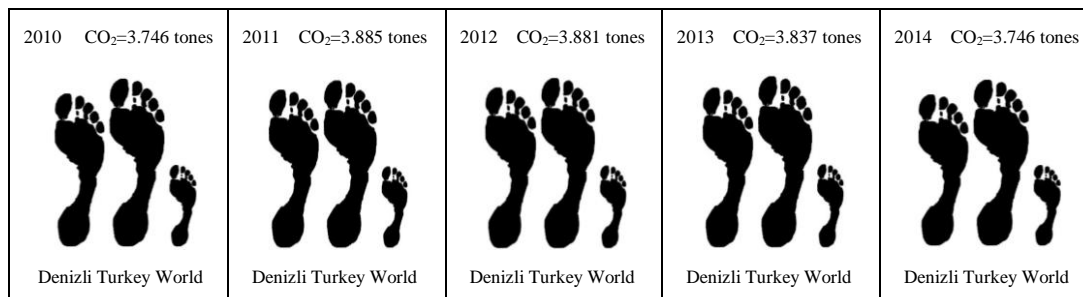 2010 CO₂=3.746 tones
Denizli Turkey World
2011 CO₂=3.885 tones
Denizli Turkey World
2012 CO₂=3.881 tones
Denizli Turkey World
2013 CO₂=3.837 tones
Denizli Turkey World
2014 CO₂=3.746 tones
Denizli Turkey World